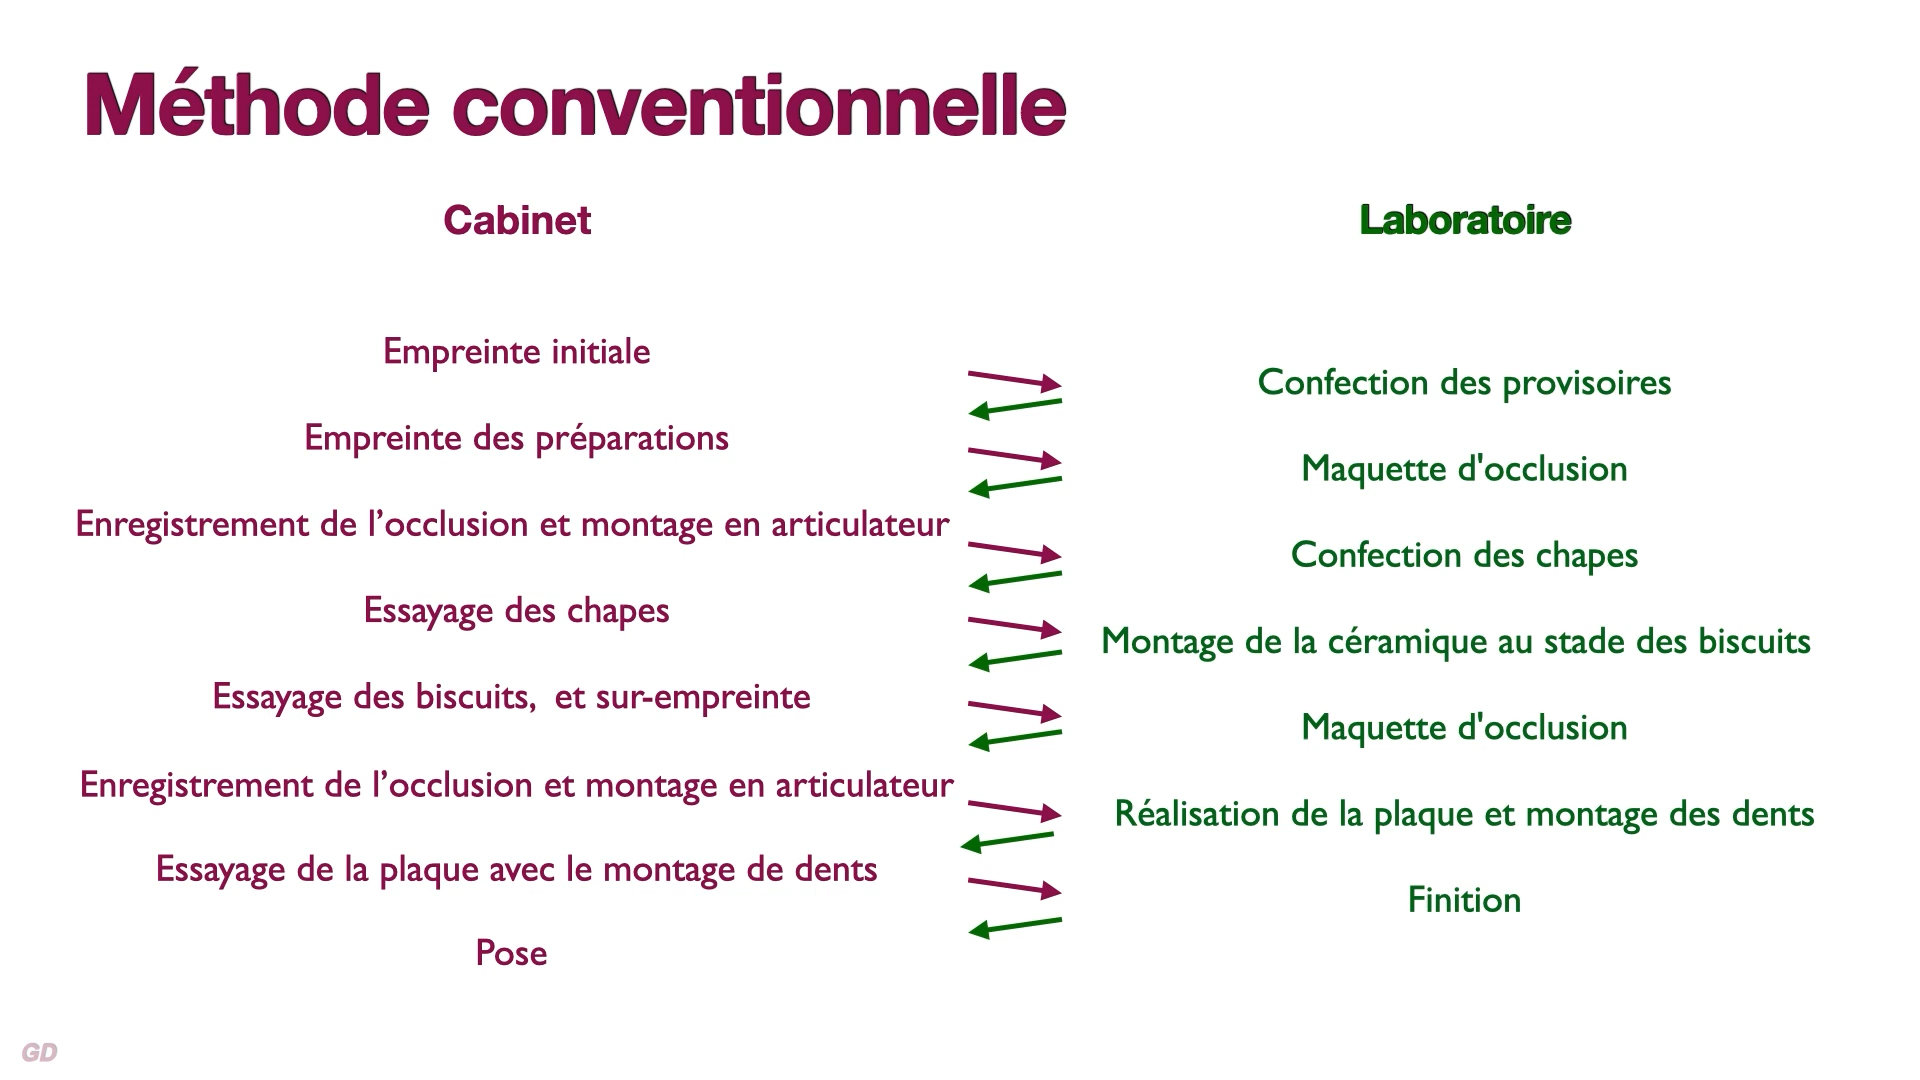 Méthode conventionnelle
Cabinet
Laboratoire
Empreinte initiale
Confection des provisoires
Empreinte des préparations
Maquette d'occlusion
Enregistrement de l’occlusion et montage en articulateur
Confection des chapes
Essayage des chapes
Montage de la céramique au stade des biscuits
Essayage des biscuits,  et sur-empreinte
Maquette d'occlusion
Enregistrement de l’occlusion et montage en articulateur
Réalisation de la plaque et montage des dents
Essayage de la plaque avec le montage de dents
Finition
Pose
GD